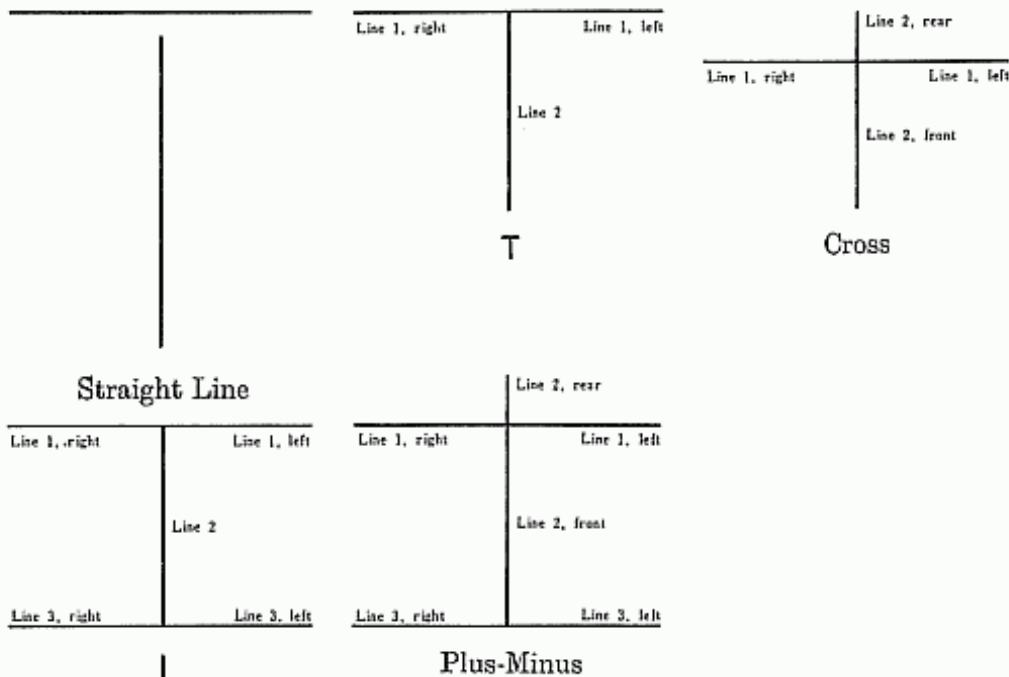 Line 1, right
Line 1, left
Line 2
T
Line 2, rear
Line 1, right
Line 1, left
Line 2, front
Cross
Straight Line
Line 1, right
Line 1, left
Line 2
Line 3, right
Line 3, left
Line 2, rear
Line 1, right
Line 1, left
Line 2, front
Line 3, right
Line 3, left
Plus-Minus